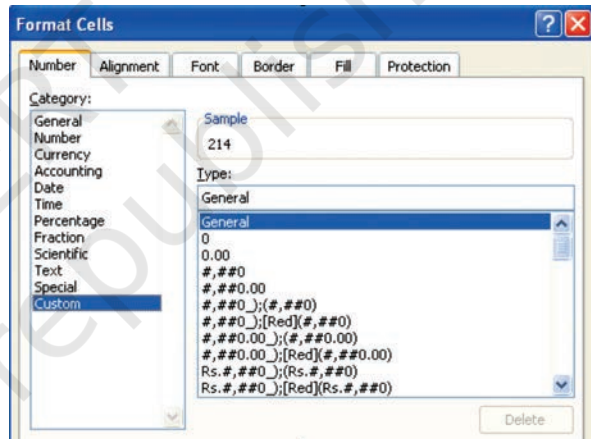 Format Cells
Number Alignment Font Border Fill Protection
Category:
General
Number
Currency
Accounting
Date
Time
Percentage
Fraction
Scientific
Text
Special
Custom
Sample
214
Type:
General
General
0
0.00
#,##0
#,##0.00
#,##0_);(#,##0)
#,##0_);[Red](#,##0)
#,##0.00_);(#,##0.00)
#,##0.00_);[Red](#,##0.00)
Rs.#,##0_);(Rs.#,##0)
Rs.#,##0_);[Red](Rs.#,##0)
Delete
republish